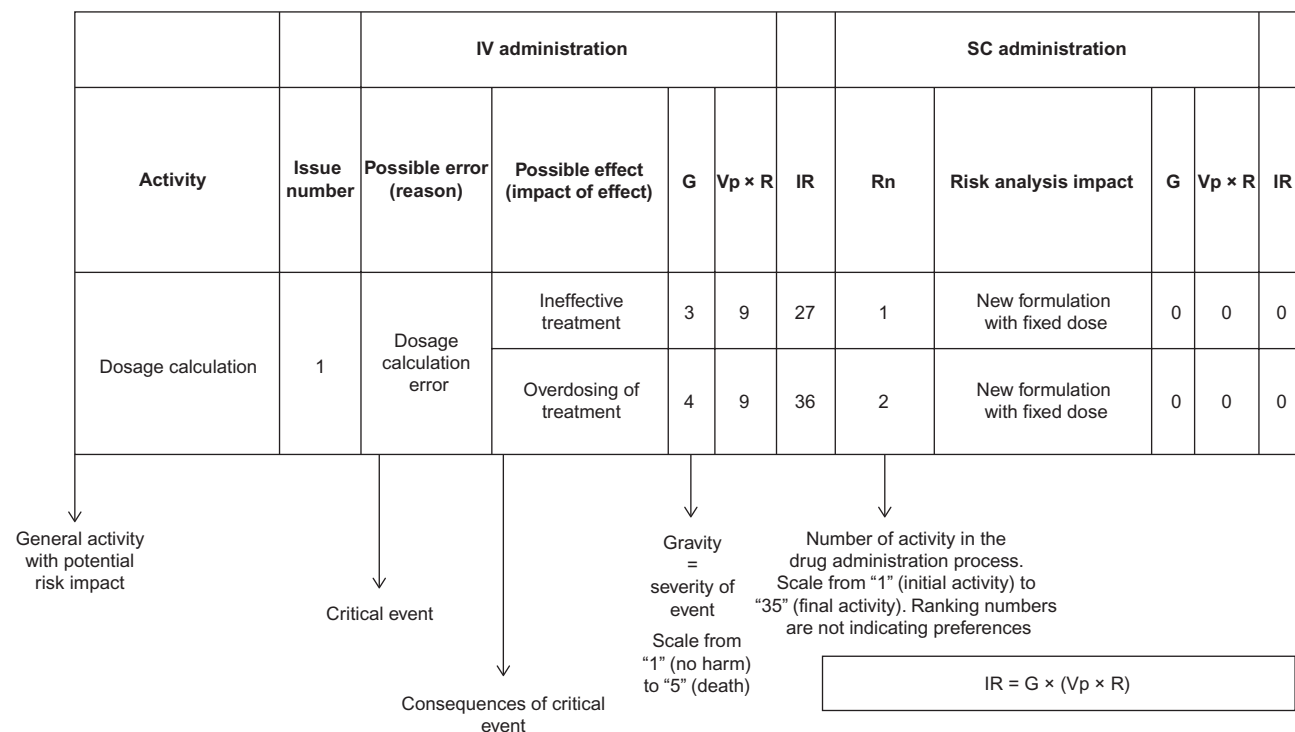 IV administration
SC administration
Activity
Issue
number
Possible error
(reason)
Possible effect
(impact of effect)
G
Vp × R
IR
Rn
Risk analysis impact
G
Vp × R
IR
Dosage calculation
1
Dosage
calculation
error
Ineffective
treatment
3
9
27
1
New formulation
with fixed dose
0
0
0
Overdosing of
treatment
4
9
36
2
New formulation
with fixed dose
0
0
0
General activity
with potential
risk impact
Critical event
Consequences of critical
event
Gravity
=
severity of
event
Scale from
“1” (no harm)
to “5” (death)
Number of activity in the
drug administration process.
Scale from “1” (initial activity) to
“35” (final activity). Ranking numbers
are not indicating preferences
IR = G × (Vp × R)